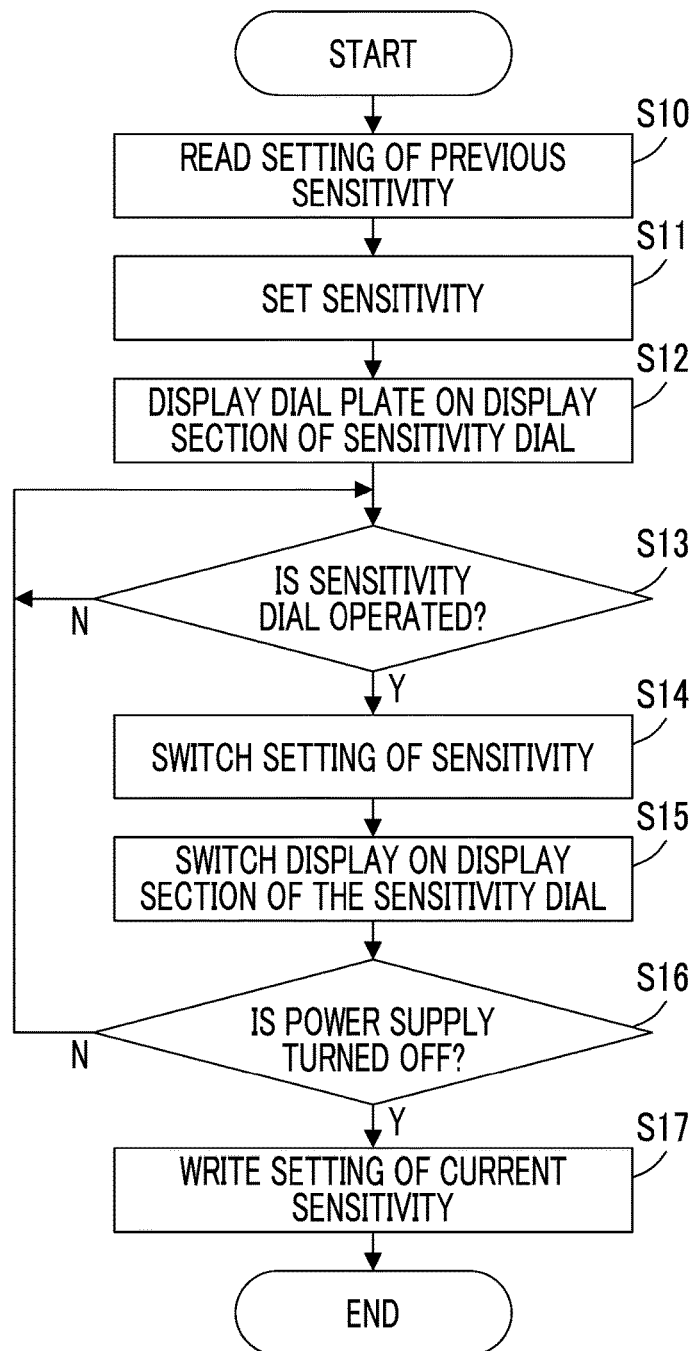 START
S10
READ SETTING OF PREVIOUS
SENSITIVITY
S11
SET SENSITIVITY
S12
DISPLAY DIAL PLATE ON DISPLAY
SECTION OF SENSITIVITY DIAL
S13
IS SENSITIVITY
DIAL OPERATED?
N
Y
S14
SWITCH SETTING OF SENSITIVITY
S15
SWITCH DISPLAY ON DISPLAY
SECTION OF THE SENSITIVITY DIAL
S16
IS POWER SUPPLY
TURNED OFF?
N
Y
S17
WRITE SETTING OF CURRENT
SENSITIVITY
END